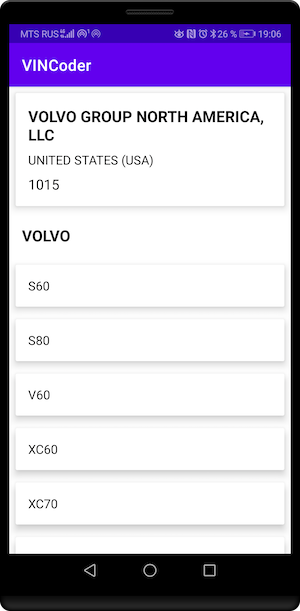 MTS RUS 26 % 19:06
VINCoder
VOLVO GROUP NORTH AMERICA,
LLC
UNITED STATES (USA)
1015
VOLVO
S60
S80
V60
XC60
XC70